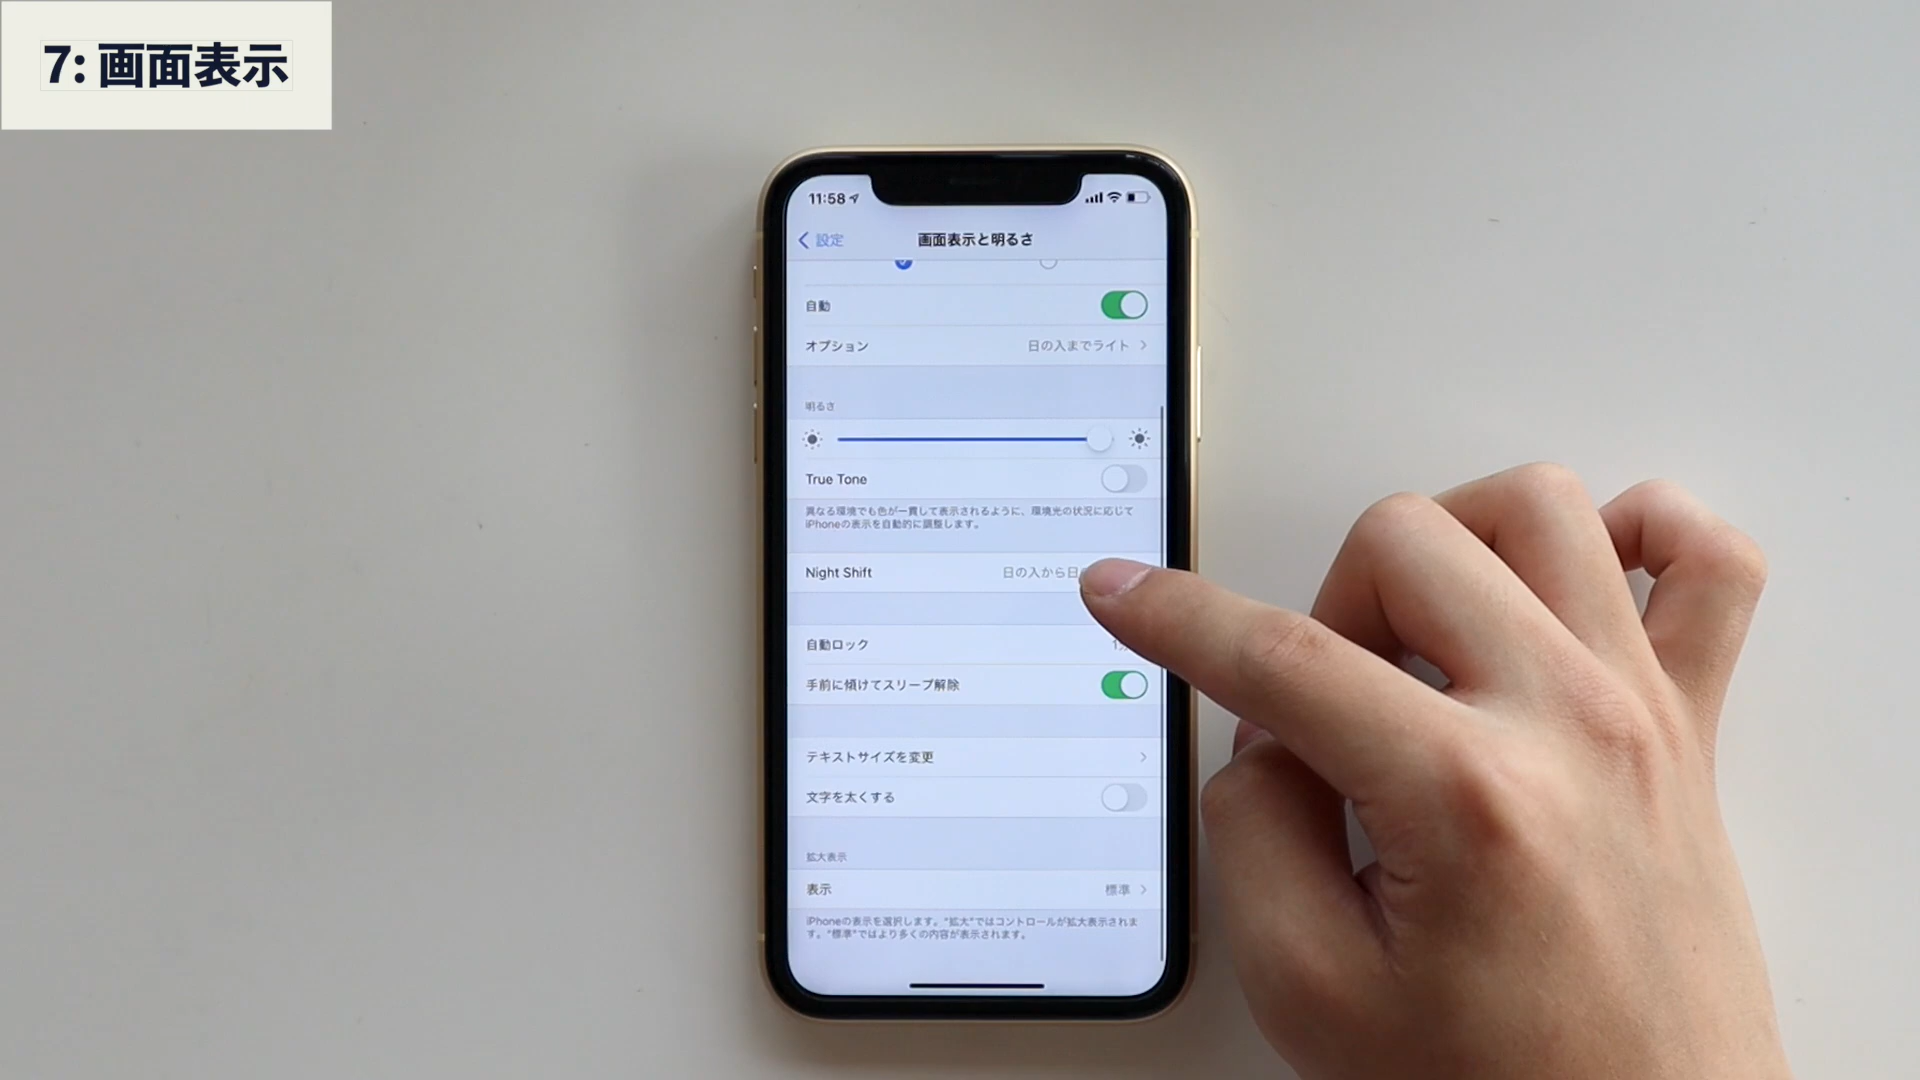 7: 画面表示
11:58
設定
画面表示と明るさ
自動
オプション 日の入までライト
明るさ
True Tone
異なる環境でも色が一貫して表示されるように、環境光の状況に応じて
iPhoneの表示を自動的に調整します。
Night Shift 日の入から日
自動ロック
手前に傾けてスリープ解除
テキストサイズを変更
文字を太くする
拡大表示
表示 標準
iPhoneの表示を選択します。"拡大"ではコントロールが拡大表示されま
す。"標準"ではより多くの内容が表示されます。